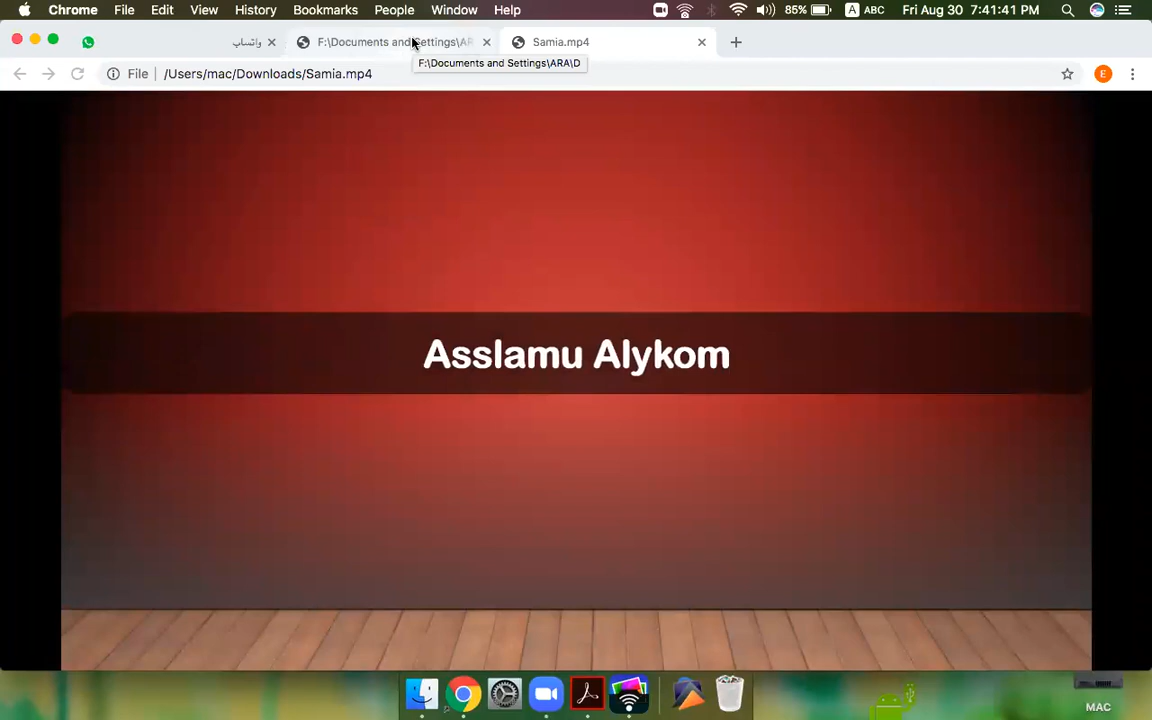 Chrome File Edit View History Bookmarks People Window Help 85% A ABC Fri Aug 30 7:41:41 PM
واتساب F:\Documents and Settings\AR Samia.mp4
F:\Documents and Settings\ARA\D
File /Users/mac/Downloads/Samia.mp4 E
Asslamu Alykom
MAC